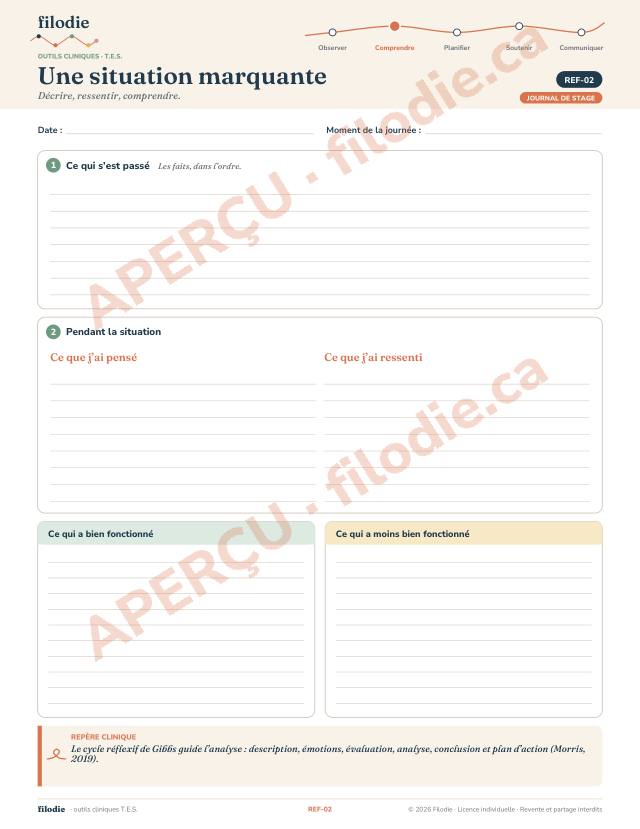 filodie
OUTILS CLINIQUES · T.E.S.
Observer Comprendre Planifier Soutenir Communiquer
Une situation marquante
Décrire, ressentir, comprendre.
REF-02
JOURNAL DE STAGE
Date :
Moment de la journée :
1 Ce qui s'est passé Les faits, dans l'ordre.
APERÇU · filodie.ca
2 Pendant la situation
Ce que j'ai pensé
Ce que j'ai ressenti
APERÇU · filodie.ca
Ce qui a bien fonctionné
Ce qui a moins bien fonctionné
REPÈRE CLINIQUE
Le cycle réflexif de Gibbs guide l'analyse : description, émotions, évaluation, analyse, conclusion et plan d'action (Morris,
2019).
filodie · outils cliniques T.E.S.
REF-02
© 2026 Filodie · Licence individuelle · Revente et partage interdits